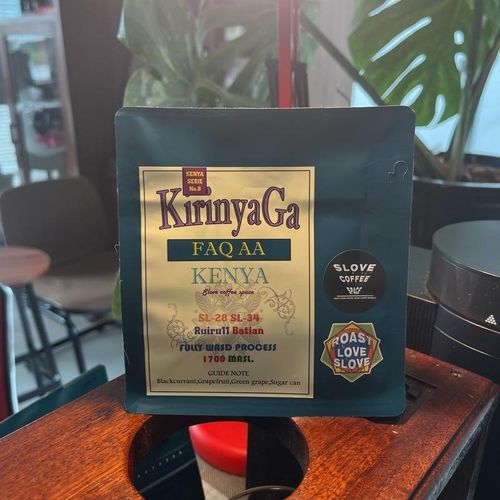 KENYA
SERIE
No.8
KirinyaGa
FAQ AA
KENYA
Slove coffee space
SL-28 SL-34
Ruiru11 Batian
FULLY WASD PROCESS
1700 MASL.
GUIDE NOTE
Blackcurrant,Grapefruit,Green grape,Sugar can
SLOVE
COFFEE
ROAST
LOVE
SLOVE